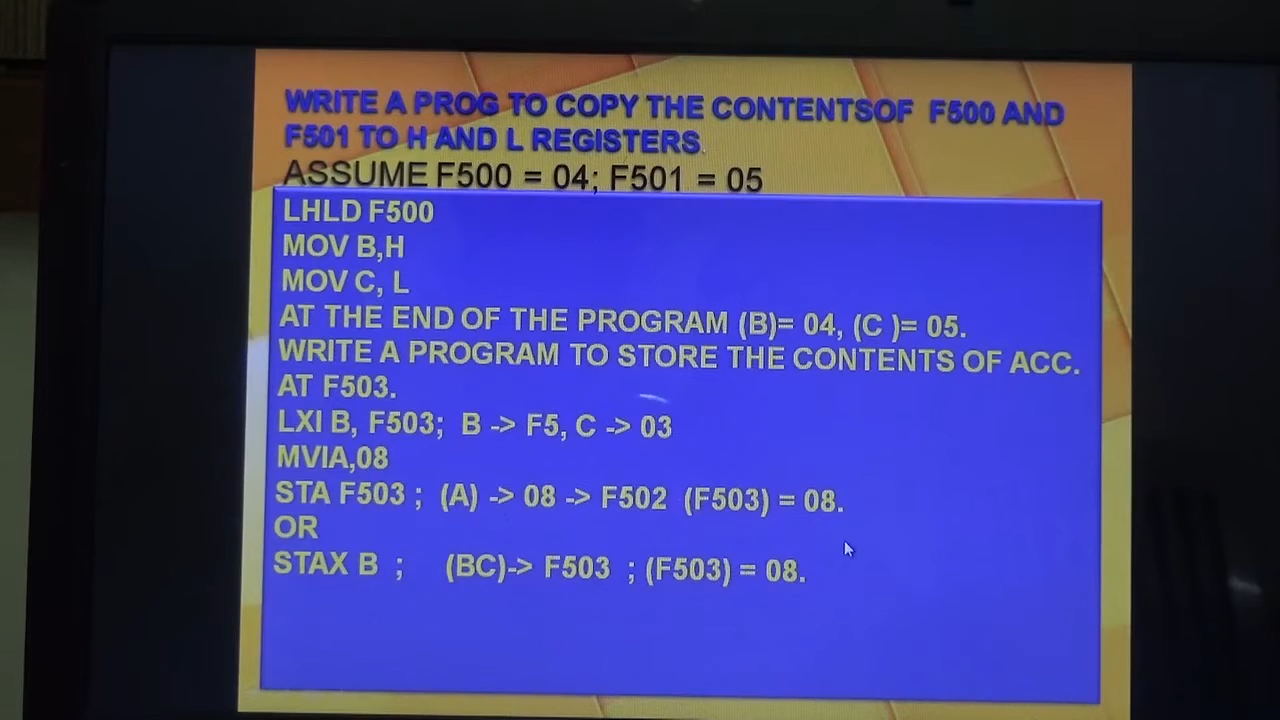 WRITE A PROG TO COPY THE CONTENTSOF F500 AND
F501 TO H AND L REGISTERS.
ASSUME F500 = 04; F501 = 05
LHLD F500
MOV B,H
MOV C, L
AT THE END OF THE PROGRAM (B)= 04, (C )= 05.
WRITE A PROGRAM TO STORE THE CONTENTS OF ACC.
AT F503.
LXI B, F503; B -> F5, C -> 03
MVIA,08
STA F503 ; (A) -> 08 -> F502 (F503) = 08.
OR
STAX B ; (BC)-> F503 ; (F503) = 08.